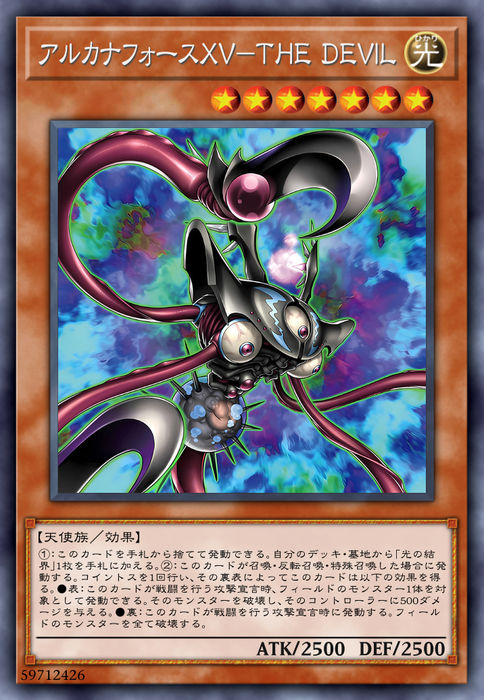 アルカナフォースXV－THE DEVIL
光
ひかり
【天使族／効果】
①：このカードを手札から捨てて発動できる。自分のデッキ・墓地から「光の結
界」1枚を手札に加える。②：このカードが召喚・反転召喚・特殊召喚した場合に発
動する。コイントスを1回行い、その裏表によってこのカードは以下の効果を得
る。●表：このカードが戦闘を行う攻撃宣言時、フィールドのモンスター1体を対
象として発動できる。そのモンスターを破壊し、そのコントローラーに500ダメ
ージを与える。●裏：このカードが戦闘を行う攻撃宣言時に発動する。フィール
ドのモンスターを全て破壊する。
ATK/2500 DEF/2500
59712426